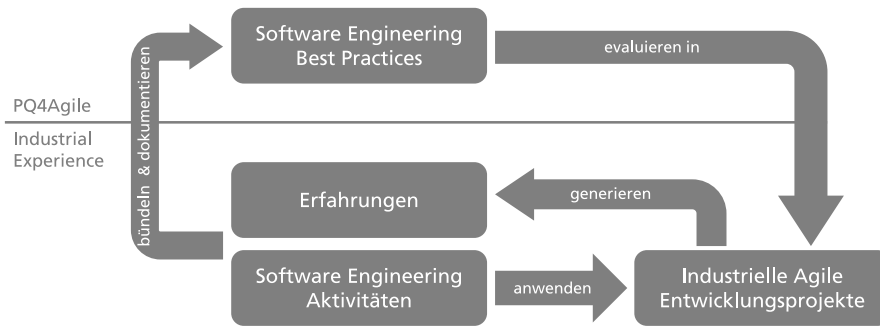 Software Engineering
Best Practices
evaluieren in
bündeln & dokumentieren
PQ4Agile
Industrial
Experience
Erfahrungen
generieren
Software Engineering
Aktivitäten
anwenden
Industrielle Agile
Entwicklungsprojekte